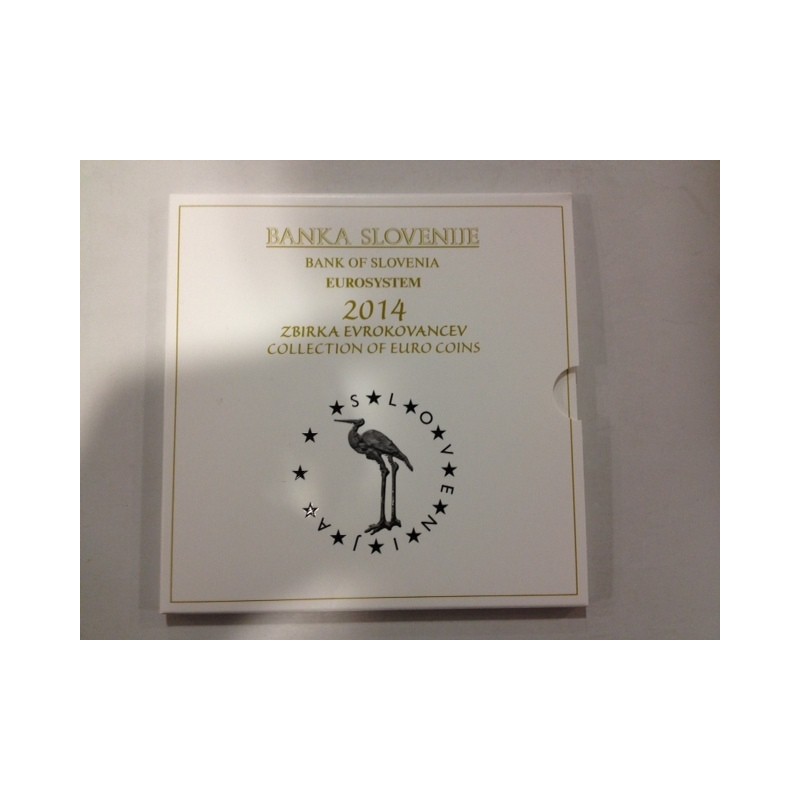 BANKA SLOVENIJE
BANK OF SLOVENIA
EUROSYSTEM
2014
ZBIRKA EVROKOVANCEV
COLLECTION OF EURO COINS
SLOVENIJA